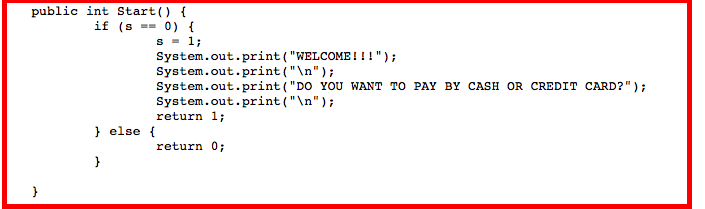 public int Start() {
if (s == 0) {
s = 1;
System.out.print("WELCOME!!!");
System.out.print("\n");
System.out.print("DO YOU WANT TO PAY BY CASH OR CREDIT CARD?");
System.out.print("\n");
return 1;
} else {
return 0;
}
}